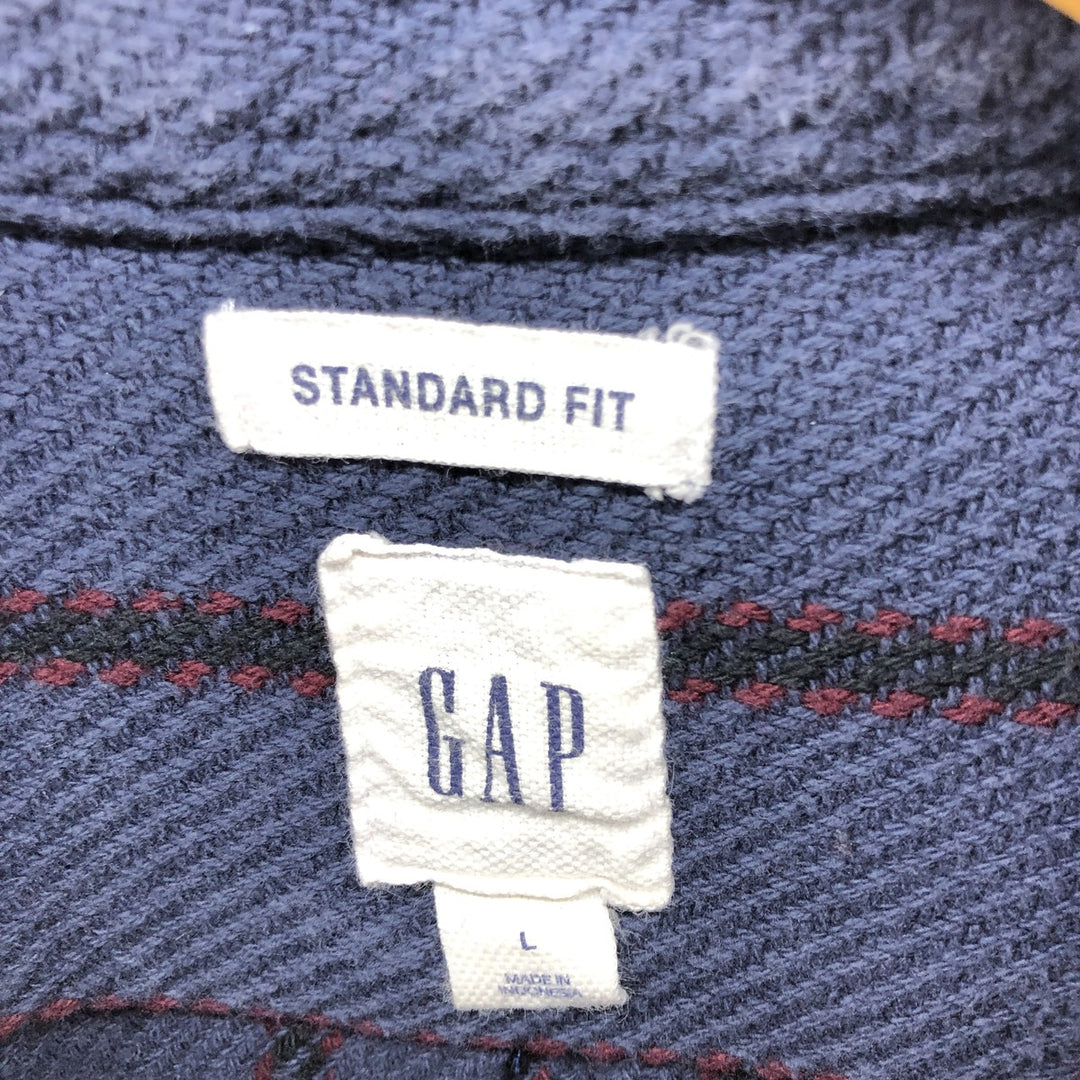 STANDARD FIT
GAP
L
MADE IN
INDONESIA